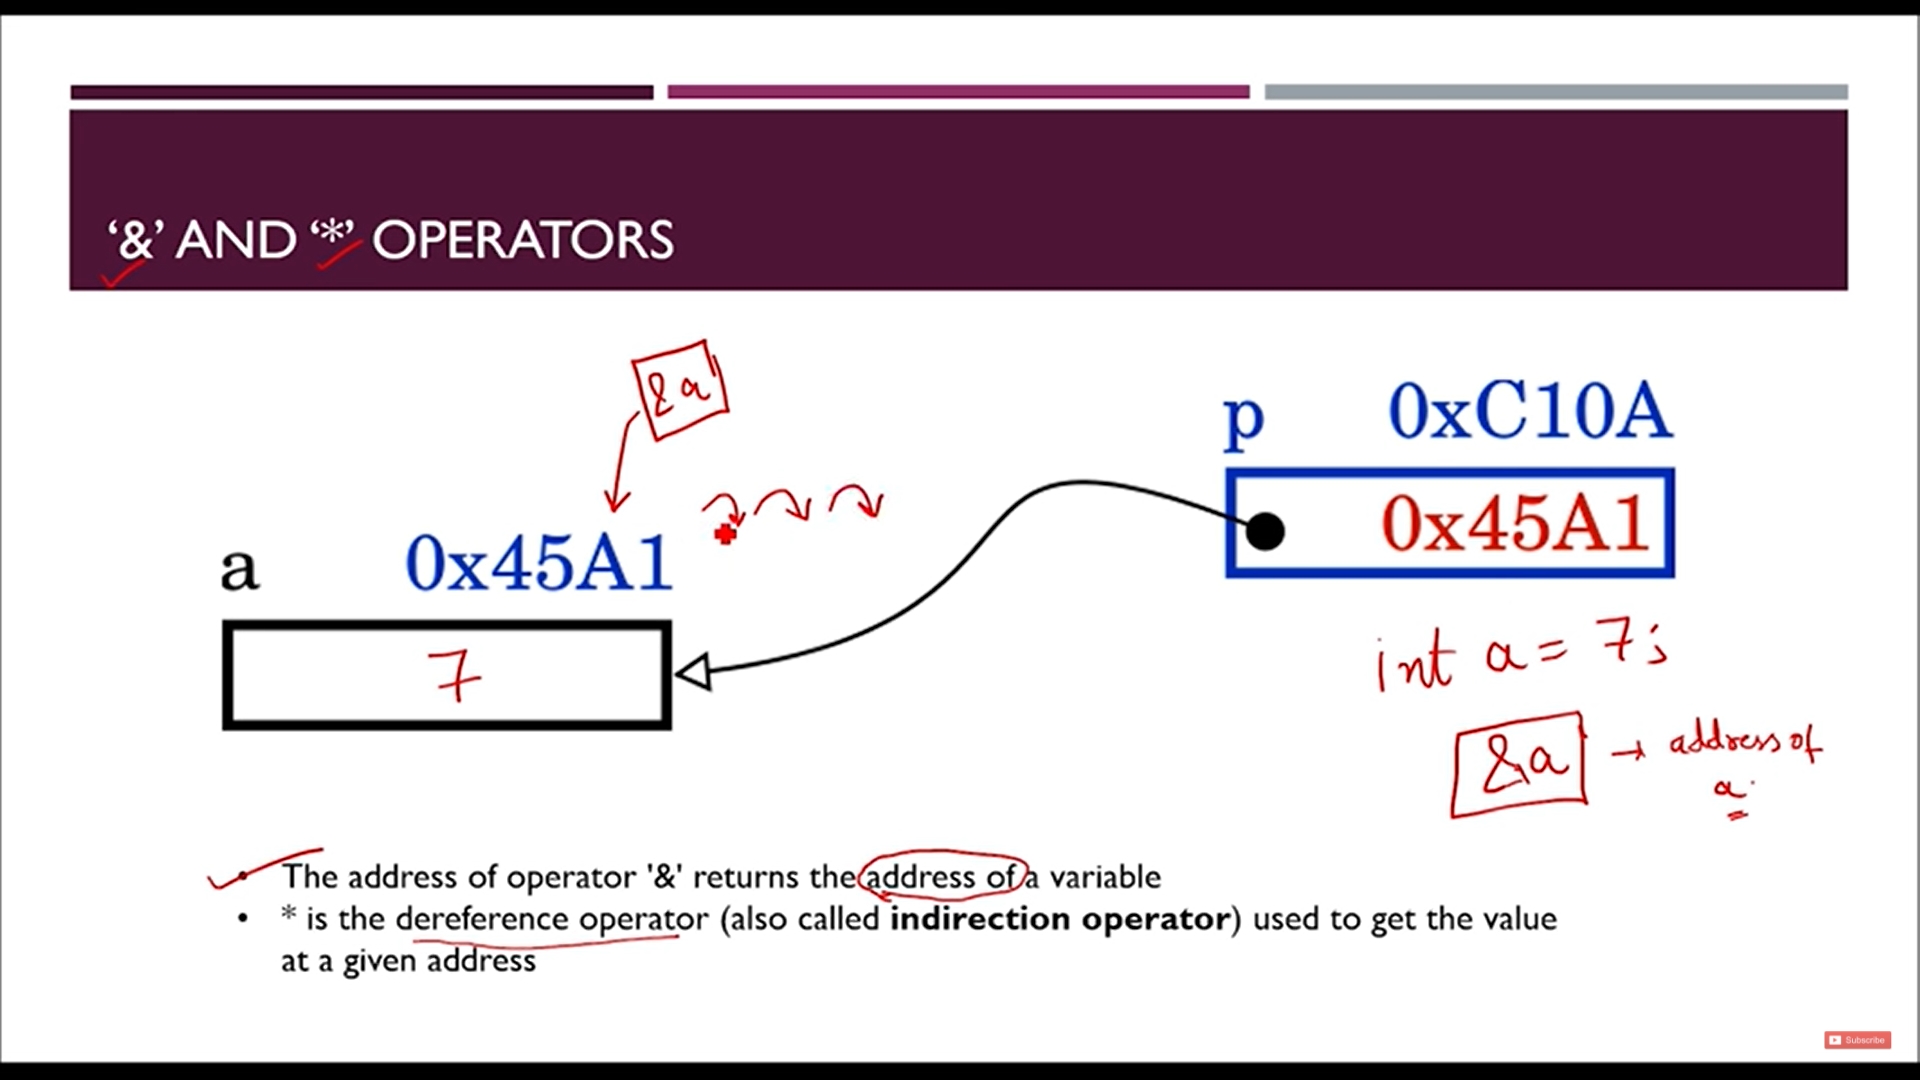 ‘&’ AND ‘*’ OPERATORS
&a
p 0xC10A
0x45A1
a 0x45A1
7
int a = 7;
&a → address of
a
• The address of operator '&' returns the address of a variable
• * is the dereference operator (also called indirection operator) used to get the value
at a given address
Subscribe